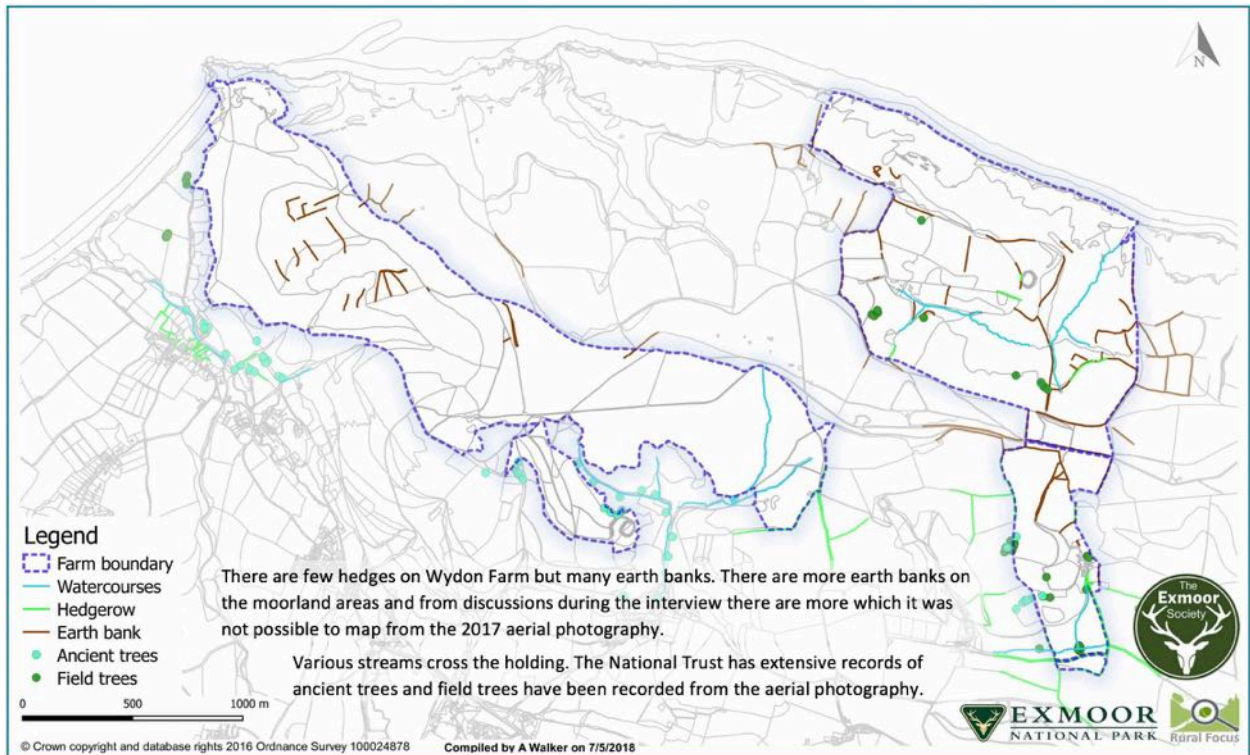 N
Legend
Farm boundary
Watercourses
Hedgerow
Earth bank
Ancient trees
Field trees
0 500 1000 m
There are few hedges on Wydon Farm but many earth banks. There are more earth banks on
the moorland areas and from discussions during the interview there are more which it was
not possible to map from the 2017 aerial photography.
Various streams cross the holding. The National Trust has extensive records of
ancient trees and field trees have been recorded from the aerial photography.
The
Exmoor
Society
EXMOOR
NATIONAL PARK
Rural Focus
© Crown copyright and database rights 2016 Ordnance Survey 100024878
Compiled by A Walker on 7/5/2018